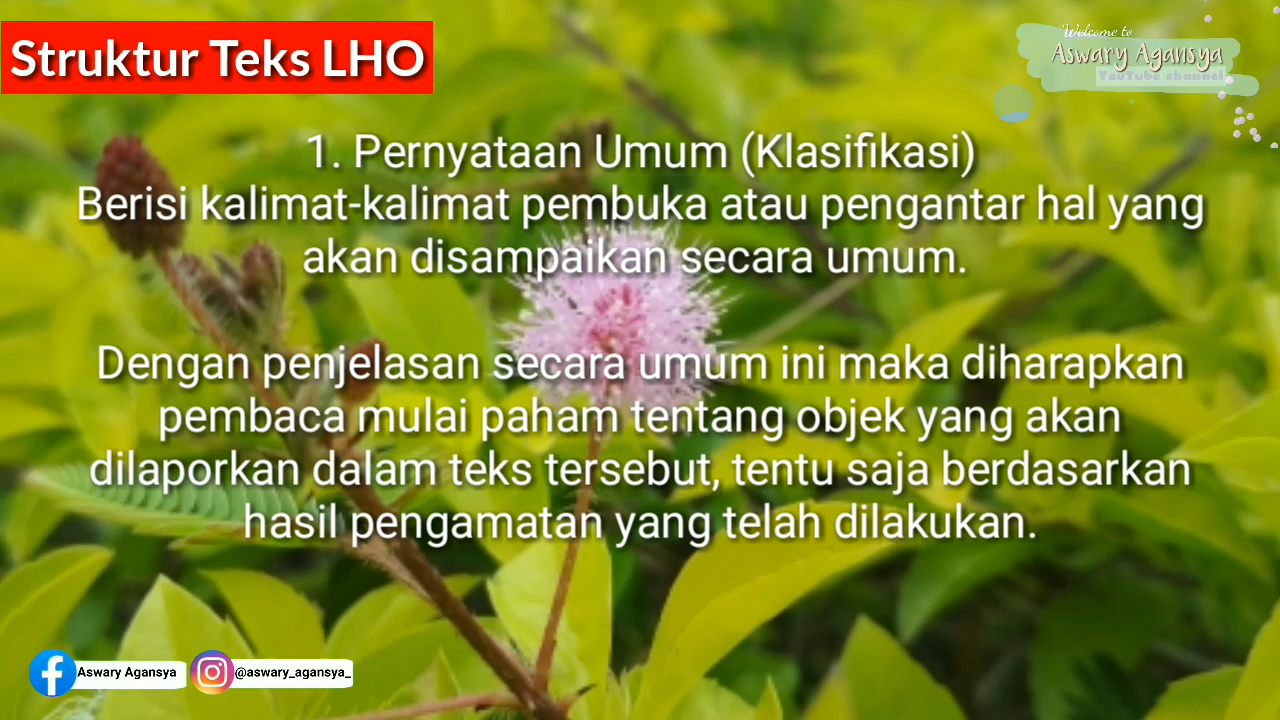 Struktur Teks LHO
Welcome to
Aswary Agansya
YouTube channel
1. Pernyataan Umum (Klasifikasi)
Berisi kalimat-kalimat pembuka atau pengantar hal yang
akan disampaikan secara umum.
Dengan penjelasan secara umum ini maka diharapkan
pembaca mulai paham tentang objek yang akan
dilaporkan dalam teks tersebut, tentu saja berdasarkan
hasil pengamatan yang telah dilakukan.
Aswary Agansya
@aswary_agansya_